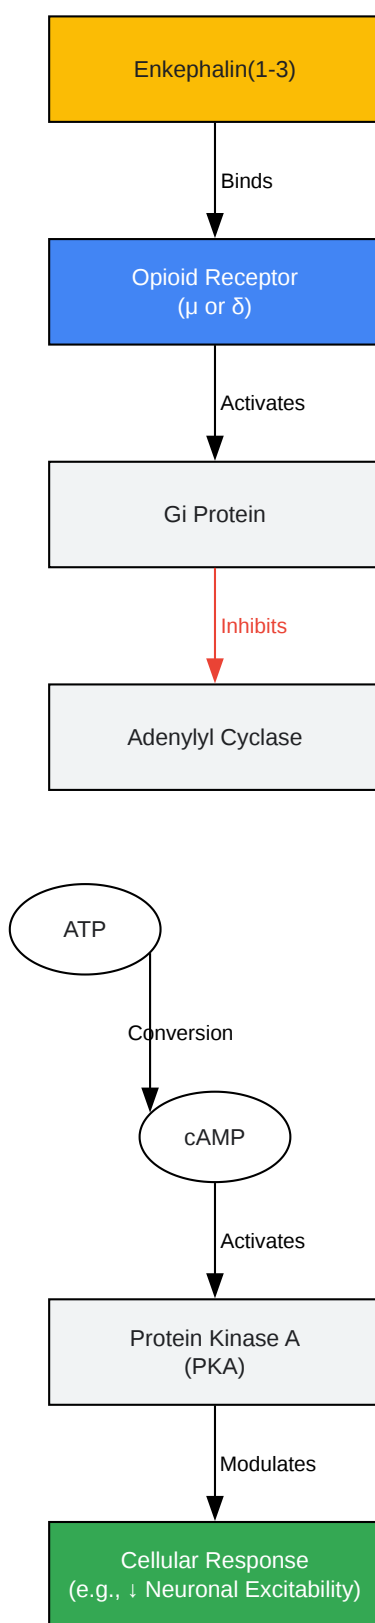 Enkephalin(1-3)
Binds
Opioid Receptor
(μ or δ)
Activates
Gi Protein
Inhibits
Adenylyl Cyclase
ATP
Conversion
cAMP
Activates
Protein Kinase A
(PKA)
Modulates
Cellular Response
(e.g., ↓ Neuronal Excitability)